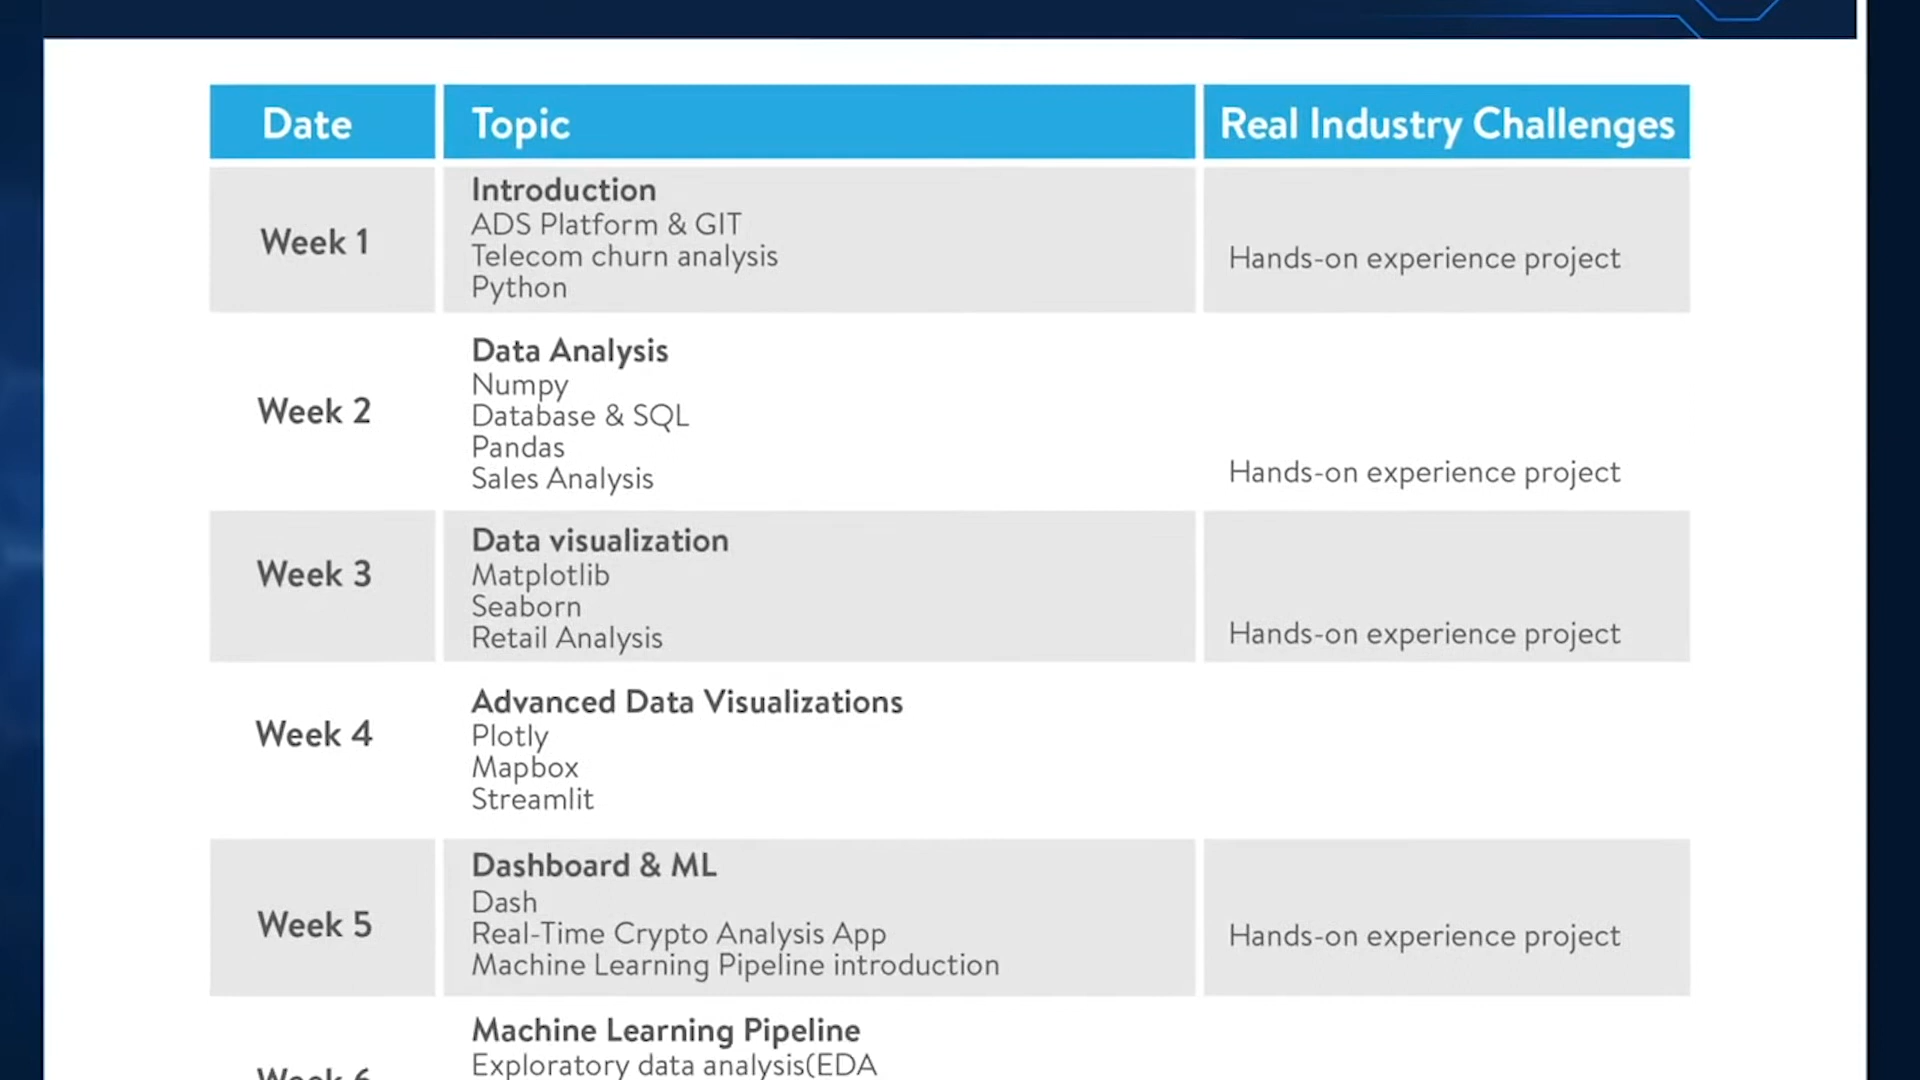 Date Topic Real Industry Challenges
Week 1
Introduction
ADS Platform & GIT
Telecom churn analysis
Python
Hands-on experience project
Week 2
Data Analysis
Numpy
Database & SQL
Pandas
Sales Analysis
Hands-on experience project
Week 3
Data visualization
Matplotlib
Seaborn
Retail Analysis
Hands-on experience project
Week 4
Advanced Data Visualizations
Plotly
Mapbox
Streamlit
Week 5
Dashboard & ML
Dash
Real-Time Crypto Analysis App
Machine Learning Pipeline introduction
Hands-on experience project
Week 6
Machine Learning Pipeline
Exploratory data analysis(EDA